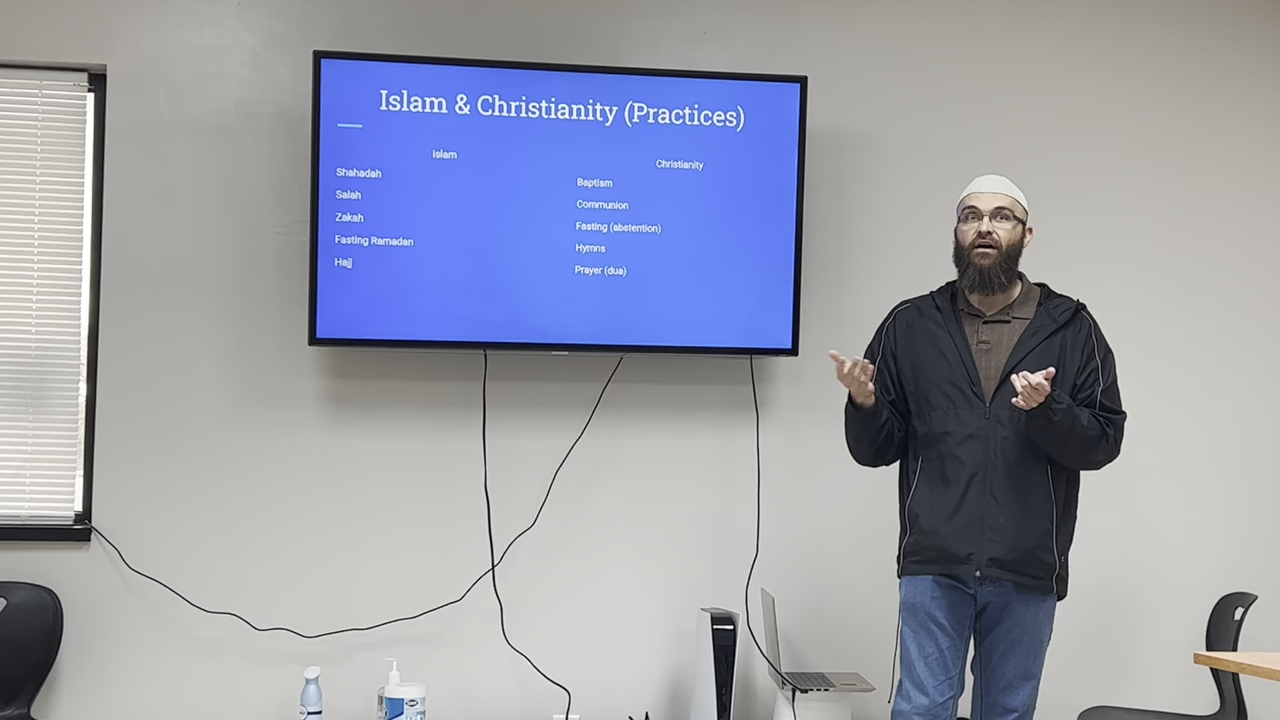 Islam & Christianity (Practices)
Islam
Shahadah
Salah
Zakah
Fasting Ramadan
Hajj
Christianity
Baptism
Communion
Fasting (abstention)
Hymns
Prayer (dua)